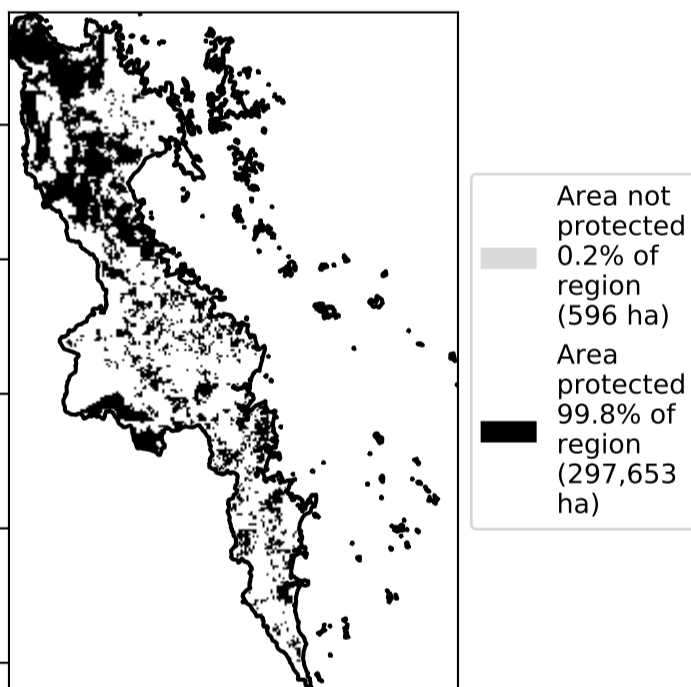 Area not
protected
0.2% of
region
(596 ha)
Area
protected
99.8% of
region
(297,653
ha)